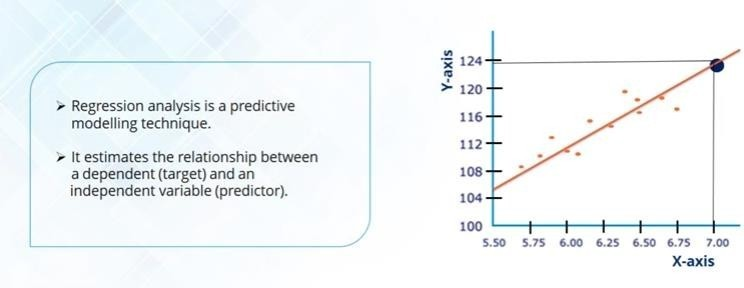 ➤ Regression analysis is a predictive
modelling technique.
➤ It estimates the relationship between
a dependent (target) and an
independent variable (predictor).
Y-axis
124
120
116
112
108
104
100
5.50 5.75 6.00 6.25 6.50 6.75 7.00
X-axis